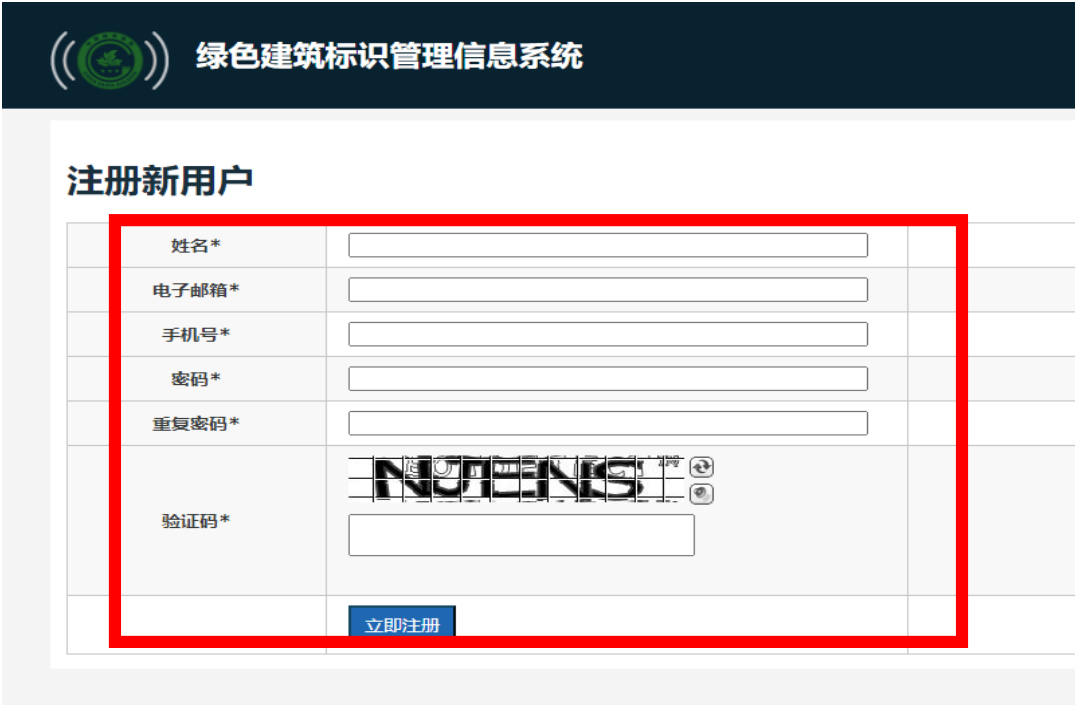 绿色建筑标识管理信息系统
注册新用户
姓名*
电子邮箱*
手机号*
密码*
重复密码*
验证码*
立即注册